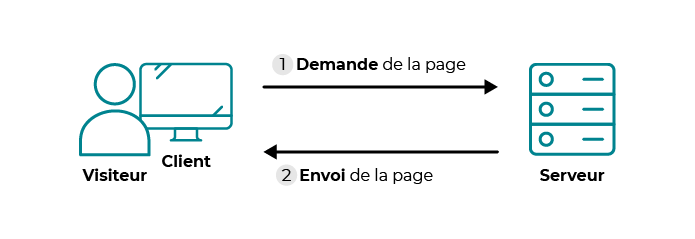 1 Demande de la page
Client
Visiteur
2 Envoi de la page
Serveur